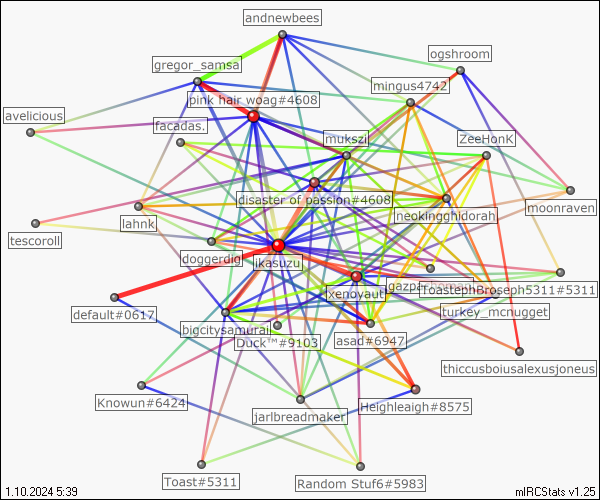 andnewbees
ogshroom
gregor_samsa
mingus4742
pink hair woag#4608
avelicious
facadas.
mukszi
ZeeHonK
disaster of passion#4608
moonraven
neokingghidorah
lahnk
tescoroll
doggerdig
jkasuzu
ToastephBroseph5311#5311
xenovaut
default#0617
turkey_mcnugget
bigcitysamurai
Duck™#9103
asad#6947
thiccusboiusalexusjoneus
Knowun#6424
Heighleaigh#8575
jarlbreadmaker
Toast#5311
Random Stuf6#5983
1.10.2024 5:39
mIRCStats v1.25